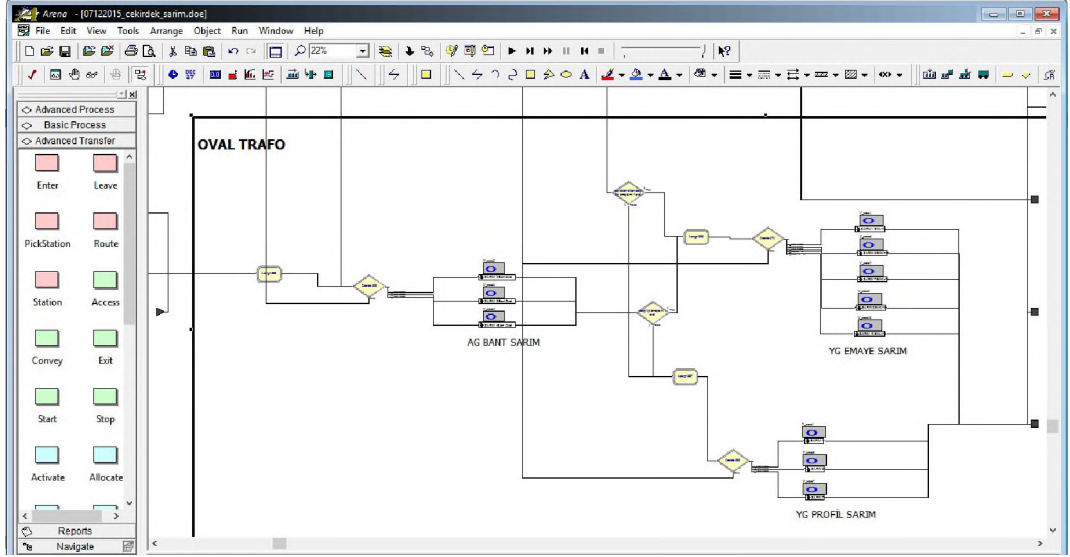 Arena - [07122015_cekirdek_sarim.doe]
File Edit View Tools Arrange Object Run Window Help
22%
Advanced Process
Basic Process
Advanced Transfer
Enter Leave
PickStation Route
Station Access
Convey Exit
Start Stop
Activate Allocate
Reports
Navigate
OVAL TRAFO
AG BANT SARIM
YG EMAYE SARIM
YG PROFİL SARIM